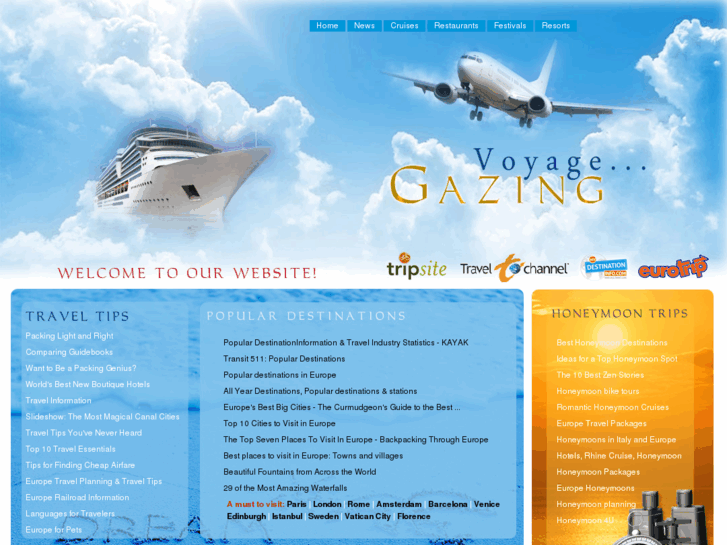 Home News Cruises Restaurants Festivals Resorts
Voyage...
GAZING
WELCOME TO OUR WEBSITE!
tripsite
Travel channel
DESTINATION
eurotrip
TRAVEL TIPS
Packing Light and Right
Comparing Guidebooks
Want to Be a Packing Genius?
World's Best New Boutique Hotels
Travel Information
Slideshow: The Most Magical Canal Cities
Travel Tips You've Never Heard
Top 10 Travel Essentials
Tips for Finding Cheap Airfare
Europe Travel Planning & Travel Tips
Europe Railroad Information
Languages for Travelers
Europe for Pets
POPULAR DESTINATIONS
Popular DestinationInformation & Travel Industry Statistics - KAYAK
Transit 511: Popular Destinations
Popular destinations in Europe
All Year Destinations, Popular destinations & stations
Europe's Best Big Cities - The Curmudgeon's Guide to the Best ...
Top 10 Cities to Visit in Europe
The Top Seven Places To Visit In Europe - Backpacking Through Europe
Best places to visit in Europe: Towns and villages
Beautiful Fountains from Across the World
29 of the Most Amazing Waterfalls
A must to visit: Paris | London | Rome | Amsterdam | Barcelona | Venice
Edinburgh | Istanbul | Sweden | Vatican City | Florence
HONEYMOON TRIPS
Best Honeymoon Destinations
Ideas for a Top Honeymoon Spot
The 16 Best Zen Stories
Honeymoon bike tours
Romantic Honeymoon Cruises
Europe Travel Packages
Honeymoons in Italy and Europe
Hotels, Rhine Cruise, Honeymoon
Honeymoon Packages
Europe Honeymoons
Honeymoon planning
Honeymoon 4U